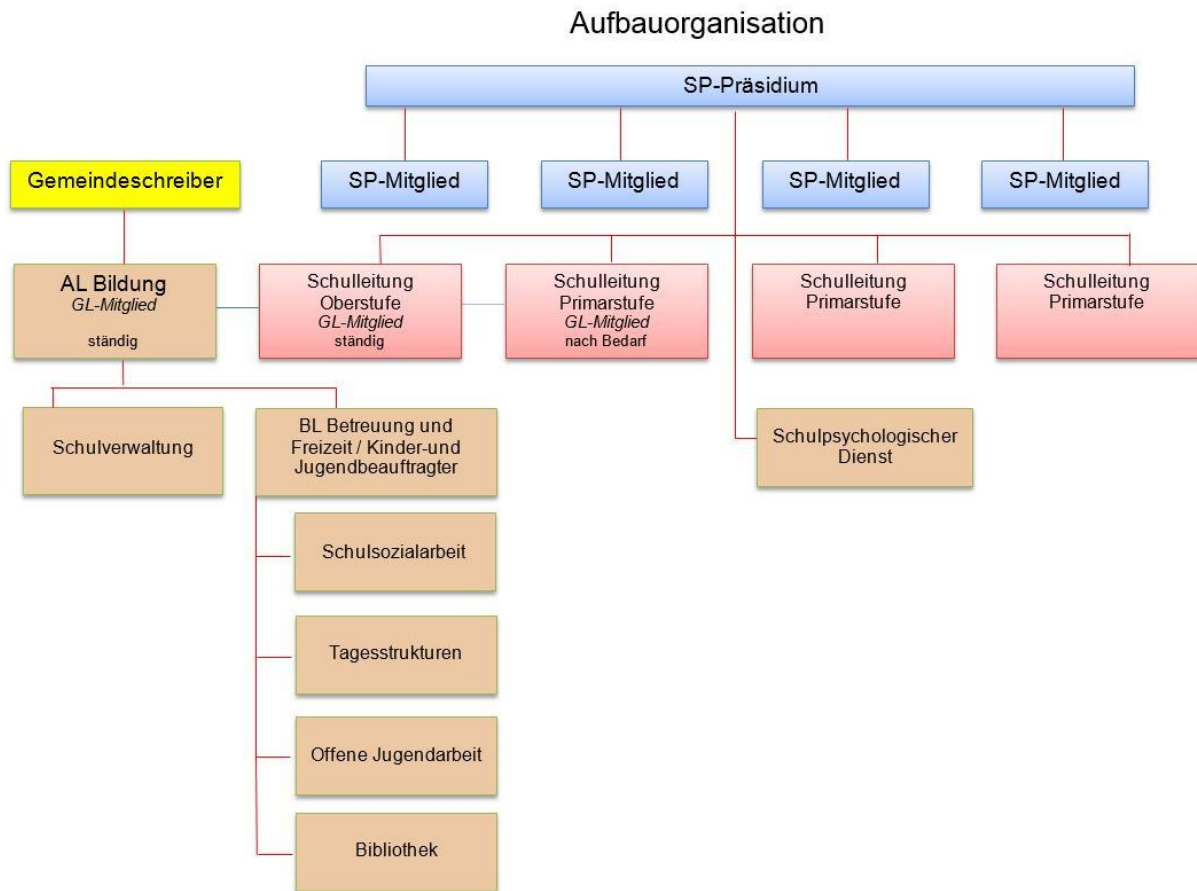 Aufbauorganisation
SP-Präsidium
Gemeindeschreiber
SP-Mitglied
SP-Mitglied
SP-Mitglied
SP-Mitglied
AL Bildung
GL-Mitglied
ständig
Schulleitung
Oberstufe
GL-Mitglied
ständig
Schulleitung
Primarstufe
GL-Mitglied
nach Bedarf
Schulleitung
Primarstufe
Schulleitung
Primarstufe
Schulverwaltung
BL Betreuung und
Freizeit / Kinder-und
Jugendbeauftragter
Schulpsychologischer
Dienst
Schulsozialarbeit
Tagesstrukturen
Offene Jugendarbeit
Bibliothek